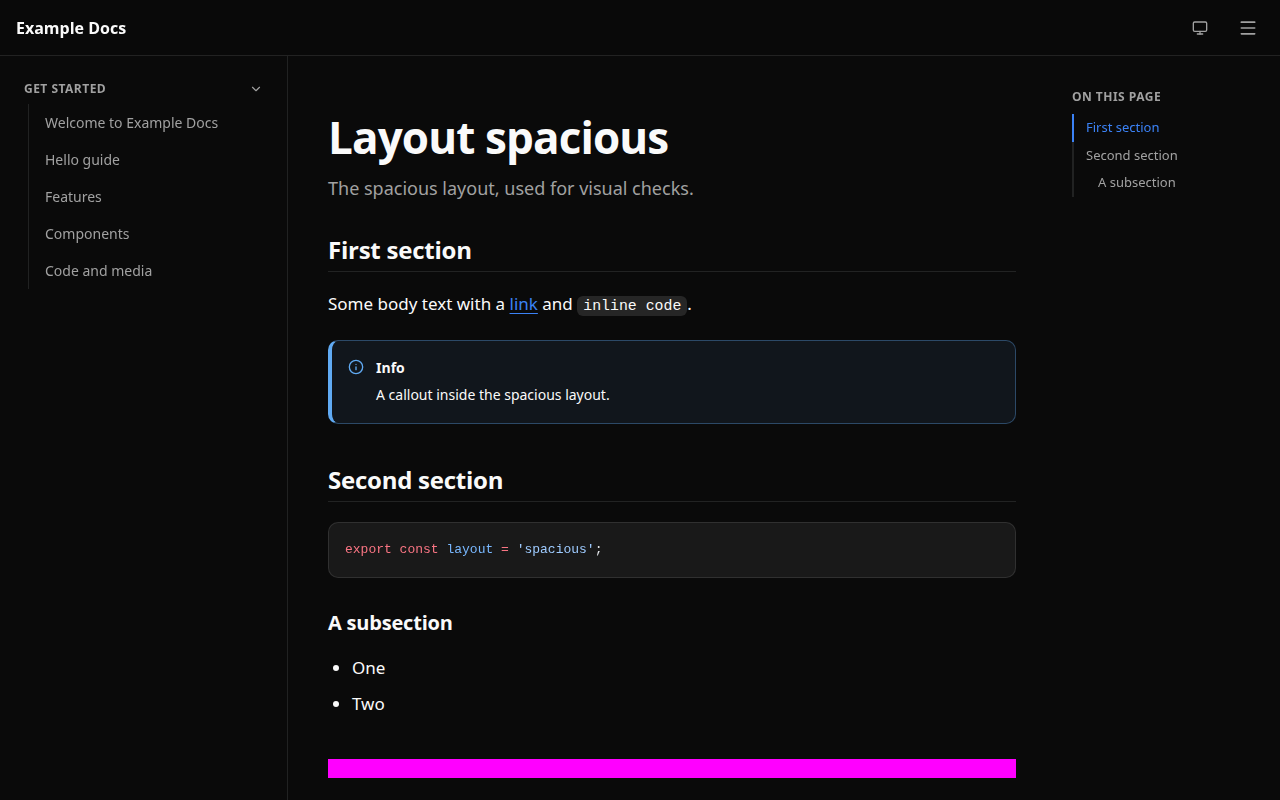 Example Docs
GET STARTED
Welcome to Example Docs
Hello guide
Features
Components
Code and media
Layout spacious
The spacious layout, used for visual checks.
First section
Some body text with a link and inline code.
Info
A callout inside the spacious layout.
Second section
export const layout = 'spacious';
A subsection
One
Two
ON THIS PAGE
First section
Second section
A subsection